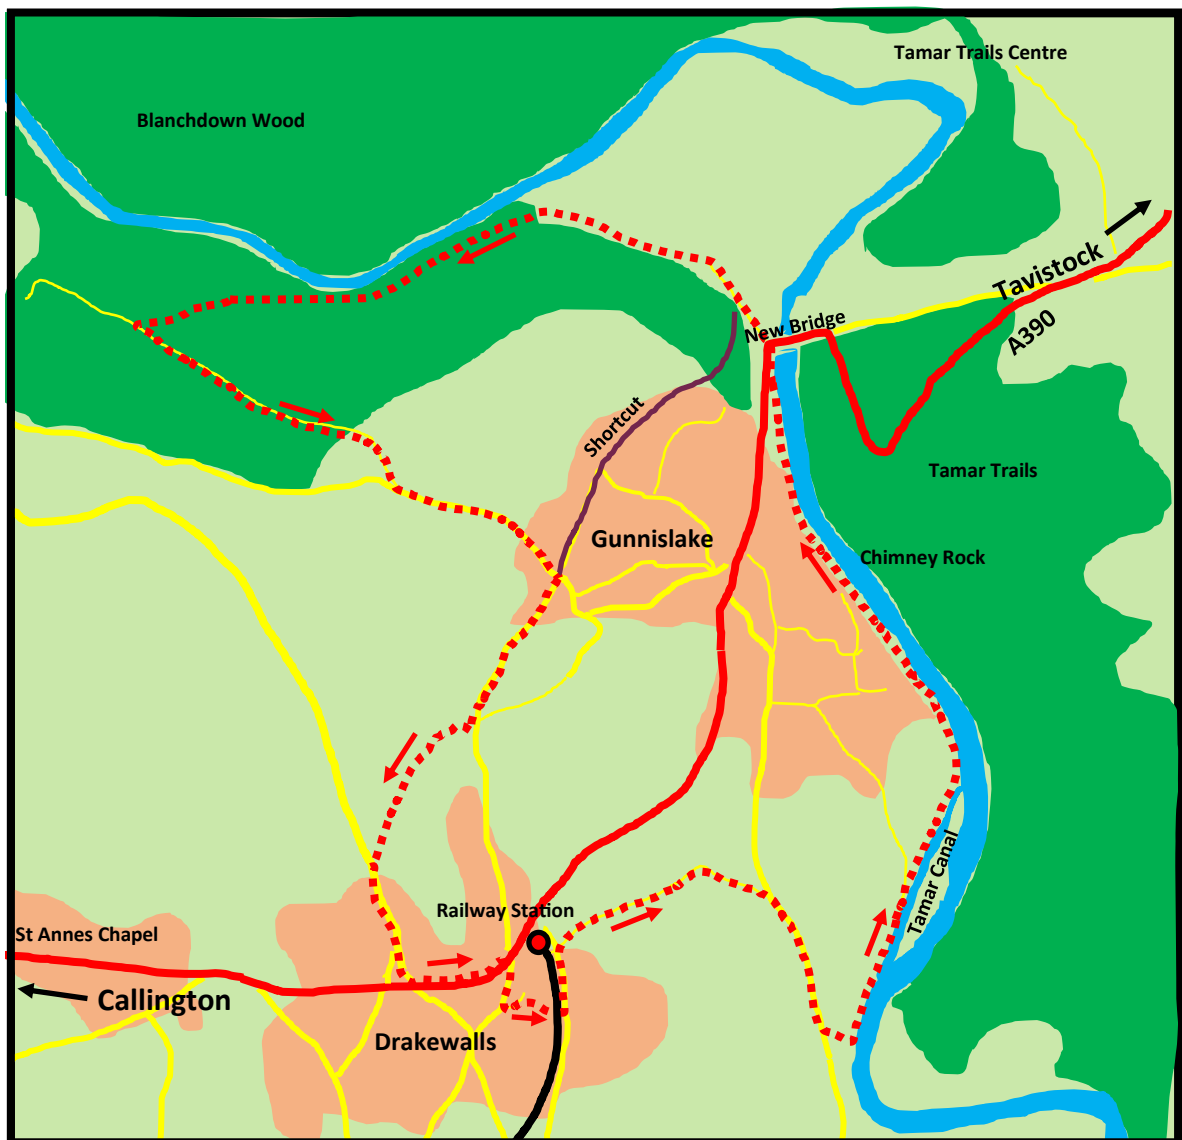 Tamar Trails Centre
Blanchdown Wood
Tavistock
New Bridge
A390
Shortcut
Tamar Trails
Gunnislake
Chimney Rock
Tamar Canal
Railway Station
St Annes Chapel
Callington
Drakewalls